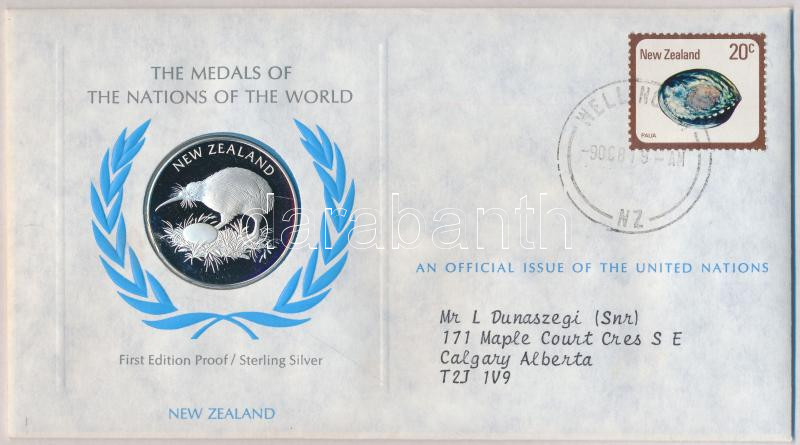 THE MEDALS OF
THE NATIONS OF THE WORLD
NEW ZEALAND
First Edition Proof / Sterling Silver
NEW ZEALAND
New Zealand 20c
PAUA
NZ
AN OFFICIAL ISSUE OF THE UNITED NATIONS
Mr L Dunaszegi (Snr)
171 Maple Court Cres S E
Calgary Alberta
T2J 1V9
darabanth